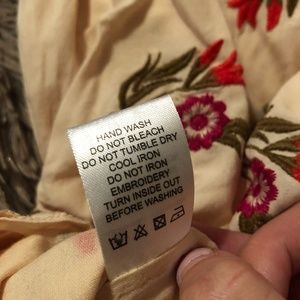 HAND WASH
DO NOT BLEACH
DO NOT TUMBLE DRY
COOL IRON
DO NOT IRON
EMBROIDERY
TURN INSIDE OUT
BEFORE WASHING